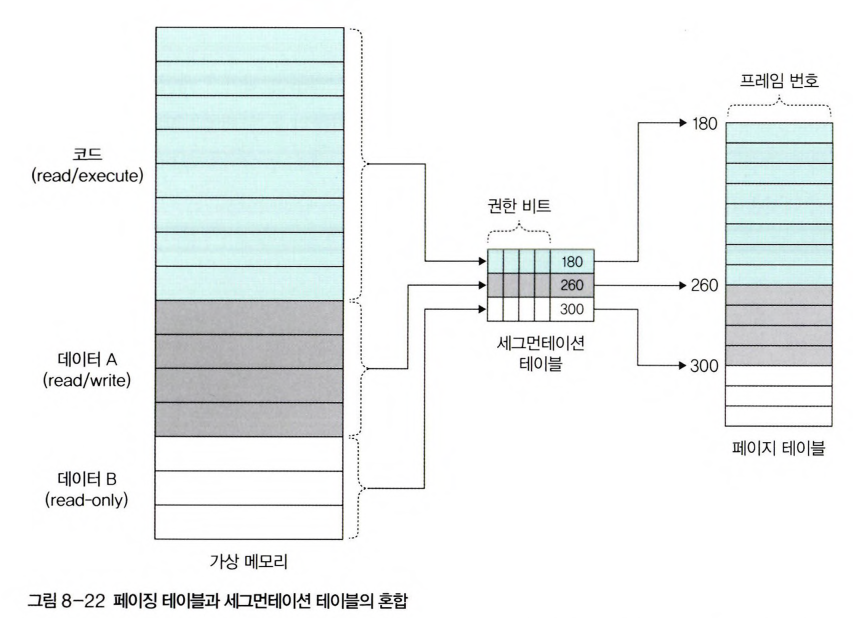 코드
(read/execute)
데이터 A
(read/write)
데이터 B
(read-only)
가상 메모리
권한 비트
180
260
300
세그먼테이션
테이블
프레임 번호
180
260
300
페이지 테이블
그림 8-22 페이징 테이블과 세그먼테이션 테이블의 혼합